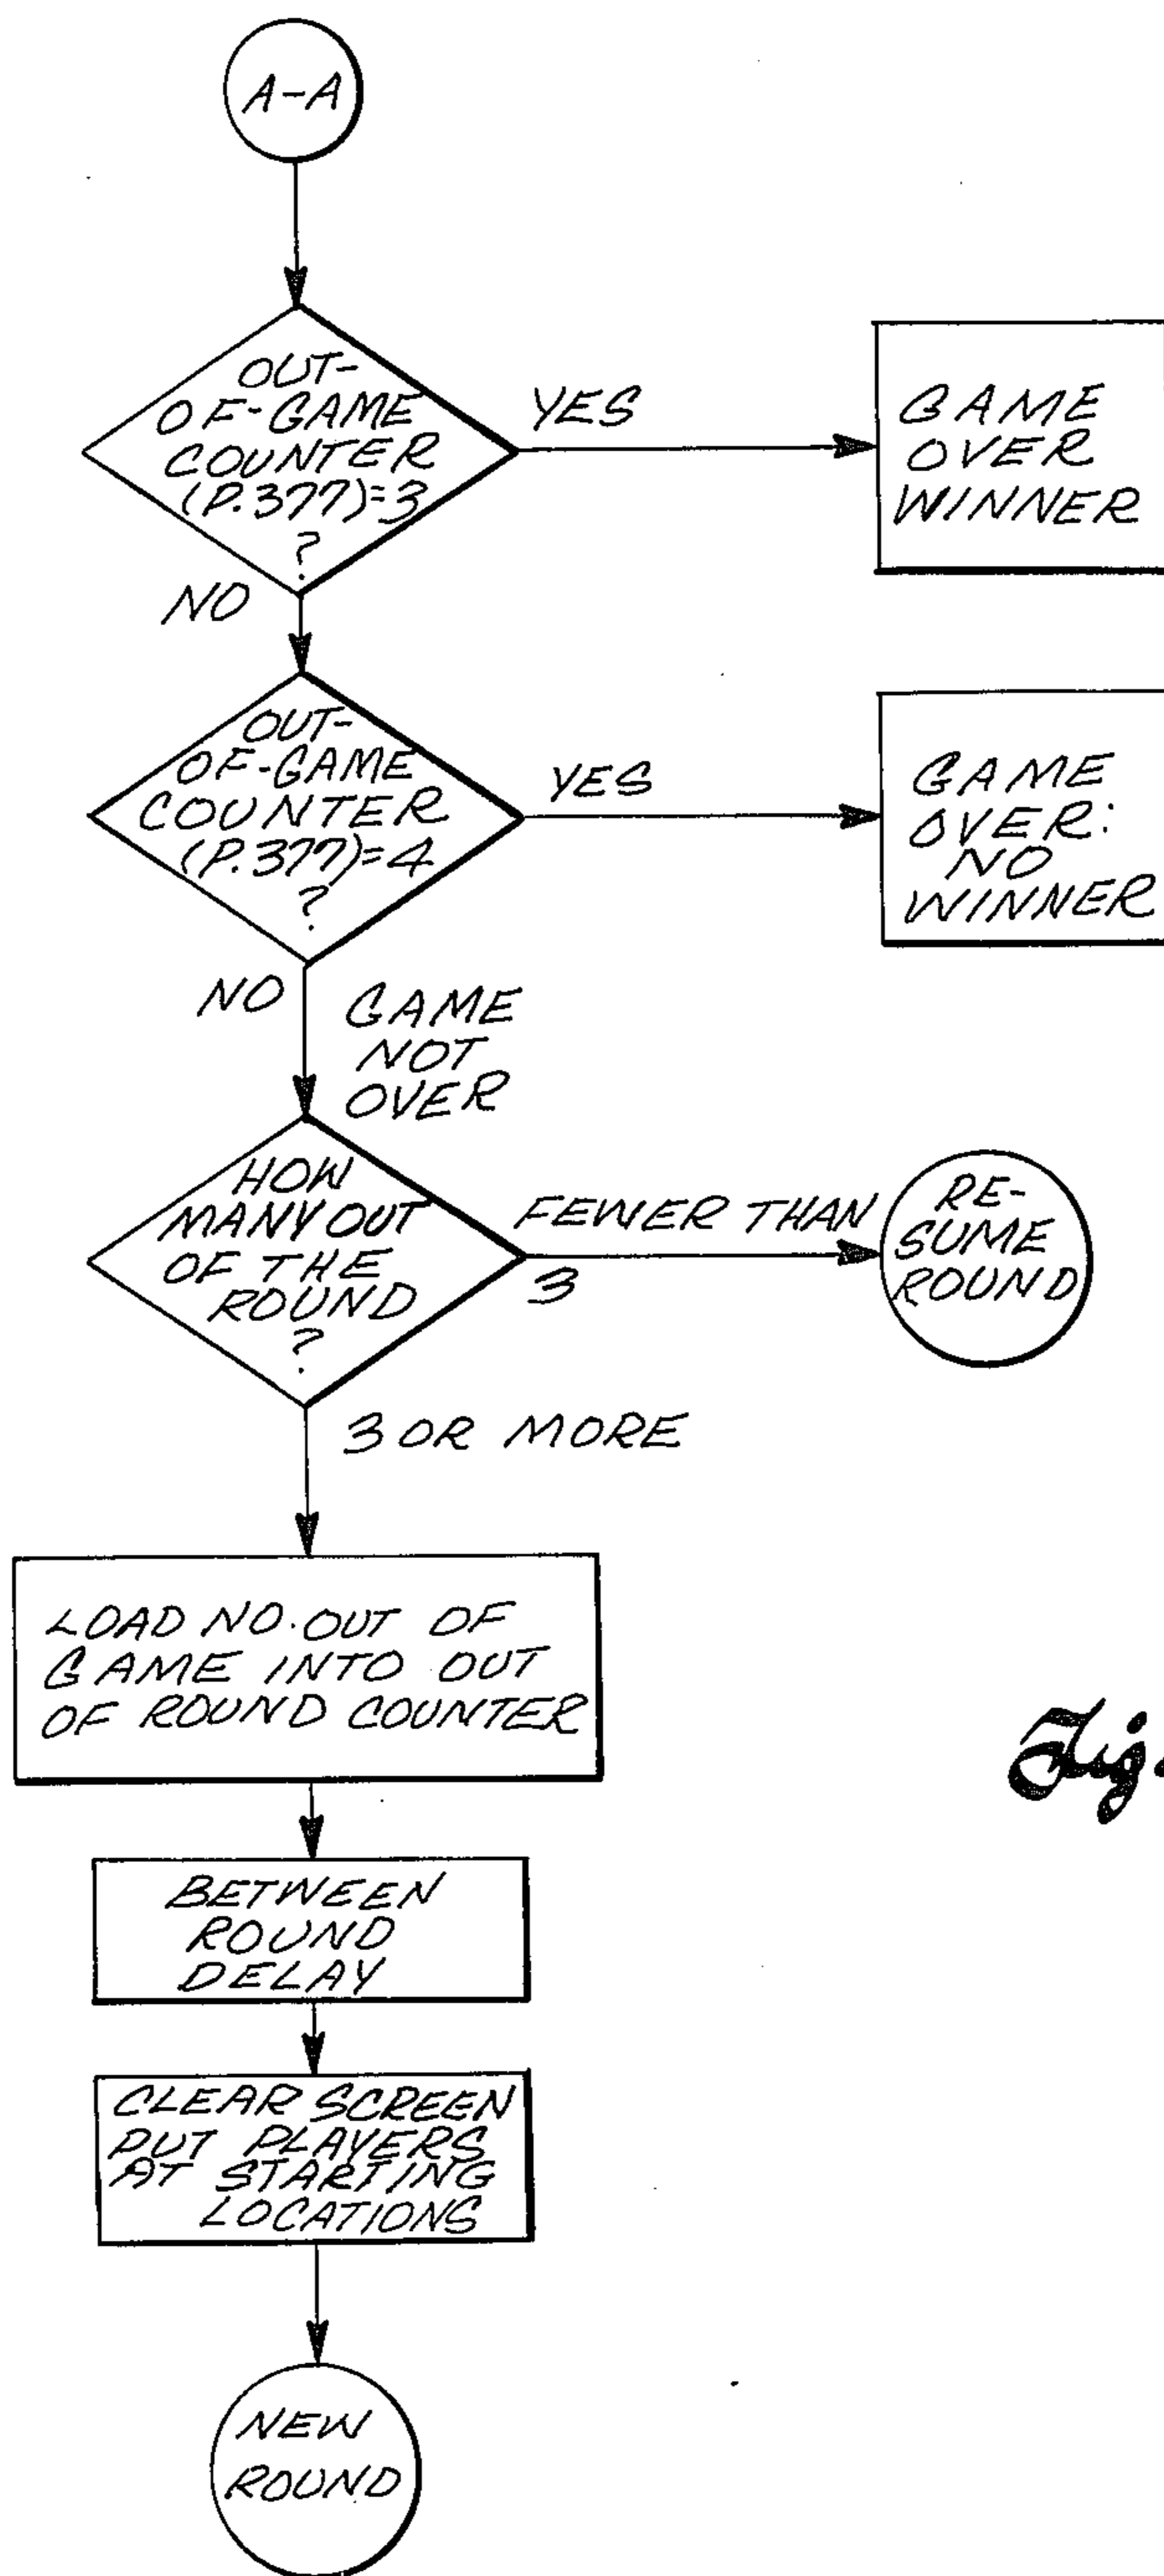 A-A
OUT-
OF-GAME
COUNTER
(P.377)=3
?
YES
GAME
OVER
WINNER
NO
OUT-
OF-GAME
COUNTER
(P.377)=4
?
YES
GAME
OVER:
NO
WINNER
NO
GAME
NOT
OVER
HOW
MANY OUT
OF THE
ROUND
?
FEWER THAN
3
RE-
SUME
ROUND
3 OR MORE
LOAD NO. OUT OF
GAME INTO OUT
OF ROUND COUNTER
Fig.
BETWEEN
ROUND
DELAY
CLEAR SCREEN
PUT PLAYERS
AT STARTING
LOCATIONS
NEW
ROUND